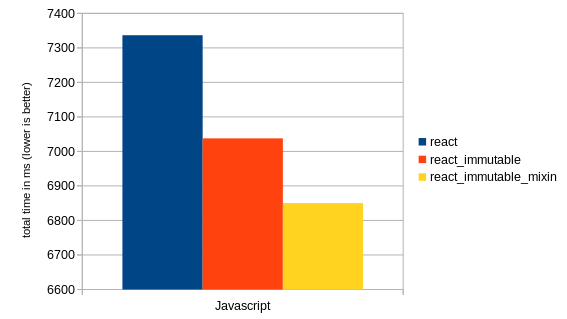 7400
7300
7200
7100
7000
6900
6800
6700
6600
total time in ms (lower is better)
Javascript
react
react_immutable
react_immutable_mixin